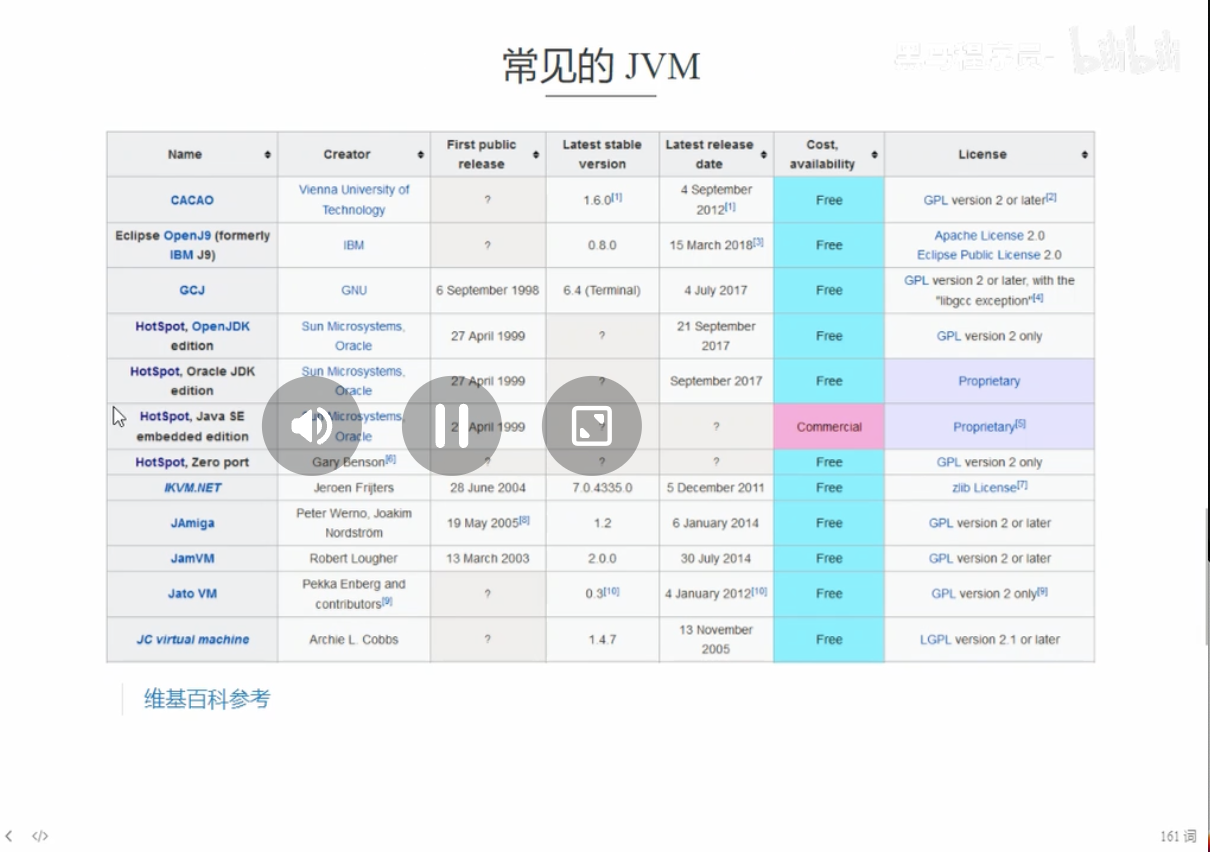 常见的 JVM
bilibili
Name Creator First public release Latest stable version Latest release date Cost, availability License
CACAO Vienna University of Technology ? 1.6.0[1] 4 September 2012[1] Free GPL version 2 or later[2]
Eclipse OpenJ9 (formerly IBM J9) IBM ? 0.8.0 15 March 2018[3] Free Apache License 2.0 Eclipse Public License 2.0
GCJ GNU 6 September 1998 6.4 (Terminal) 4 July 2017 Free GPL version 2 or later, with the "libgcc exception"[4]
HotSpot, OpenJDK edition Sun Microsystems, Oracle 27 April 1999 ? 21 September 2017 Free GPL version 2 only
HotSpot, Oracle JDK edition Sun Microsystems, Oracle 27 April 1999 ? September 2017 Free Proprietary
HotSpot, Java SE embedded edition Sun Microsystems, Oracle April 1999 ? Commercial Proprietary[5]
HotSpot, Zero port Gary Benson[6] ? ? ? Free GPL version 2 only
IKVM.NET Jeroen Frijters 28 June 2004 7.0.4335.0 5 December 2011 Free zlib License[7]
JAmiga Peter Werno, Joakim Nordström 19 May 2005[8] 1.2 6 January 2014 Free GPL version 2 or later
JamVM Robert Lougher 13 March 2003 2.0.0 30 July 2014 Free GPL version 2 or later
Jato VM Pekka Enberg and contributors[9] ? 0.3[10] 4 January 2012[10] Free GPL version 2 only[9]
JC virtual machine Archie L. Cobbs ? 1.4.7 13 November 2005 Free LGPL version 2.1 or later
维基百科参考
161 词